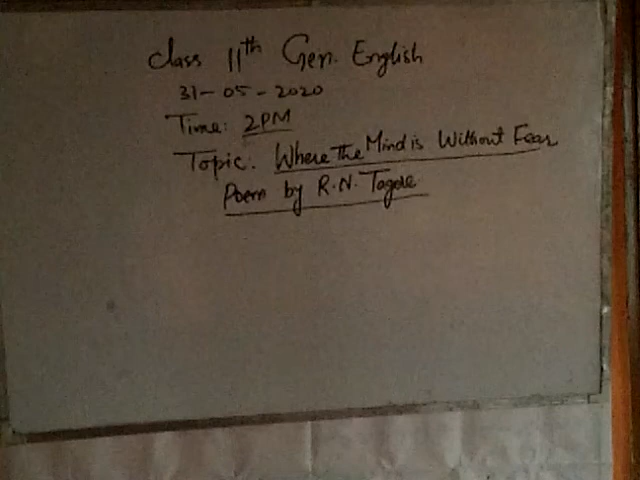 Class 11th Gen. English
31-05-2020
Time: 2PM
Topic. Where The Mind is Without Fear
Poem by R.N. Tagore